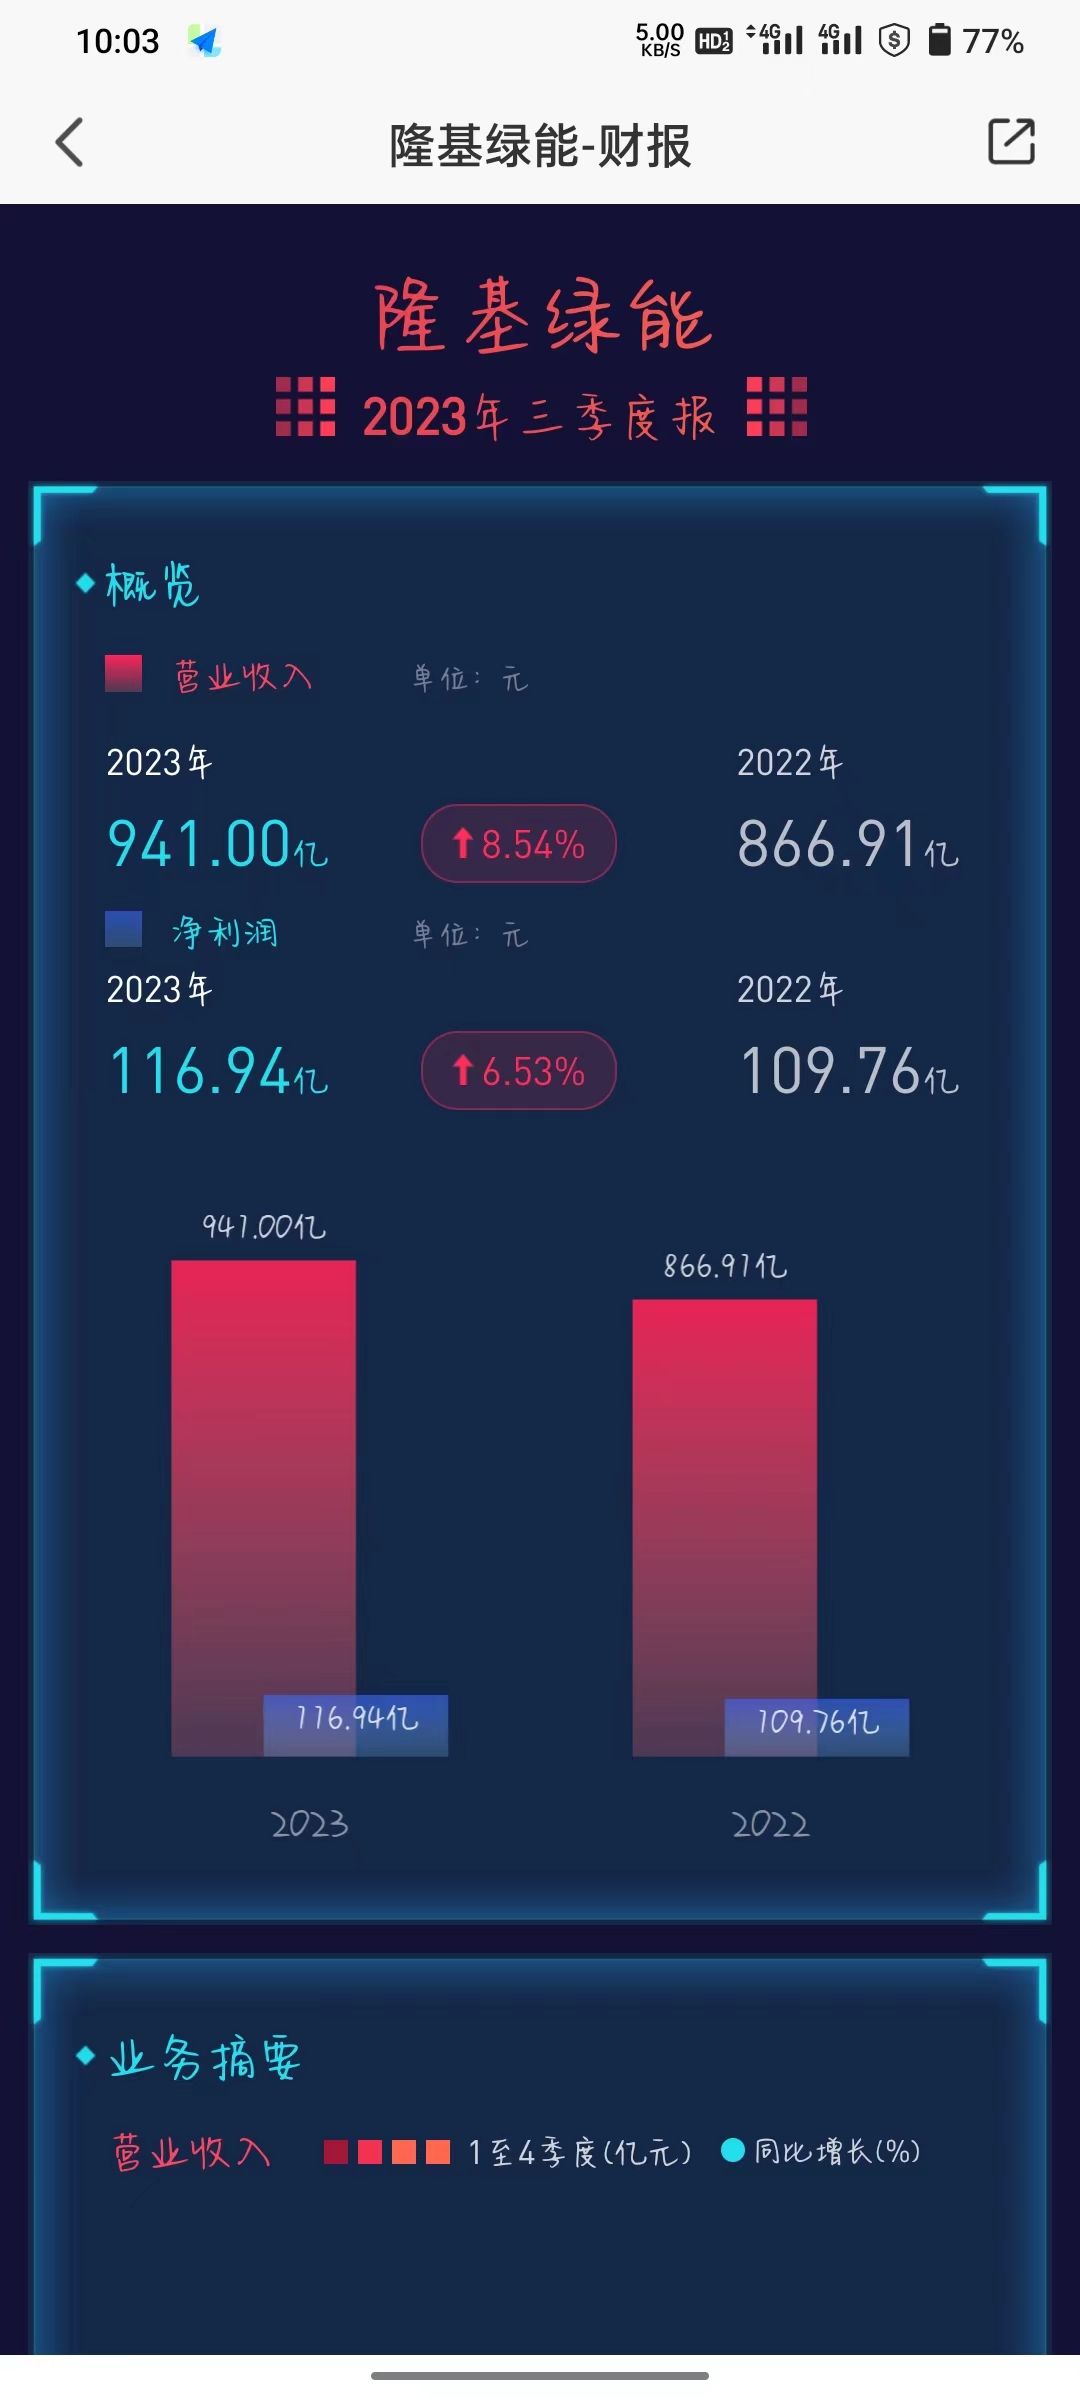 10:03 5.00 KB/S HD 1 2 4G 4G 77%
隆基绿能-财报
隆基绿能
2023年三季度报
概览
营业收入 单位：元
2023年 2022年
941.00亿 8.54% 866.91亿
净利润 单位：元
2023年 2022年
116.94亿 6.53% 109.76亿
941.00亿
866.91亿
116.94亿
109.76亿
2023 2022
业务摘要
营业收入 1至4季度(亿元) 同比增长(%)